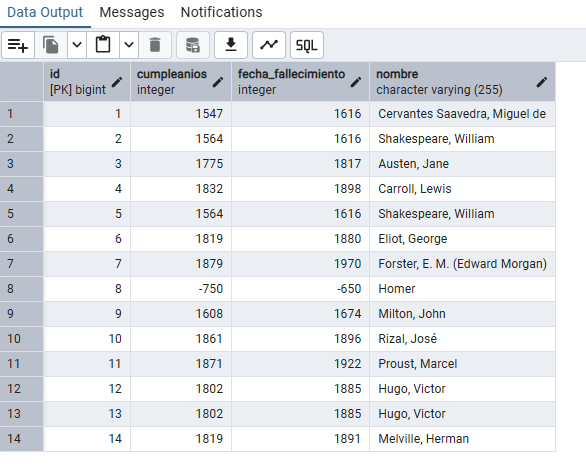 Data Output Messages Notifications
SQL
id cumpleanios fecha_fallecimiento nombre
[PK] bigint integer integer character varying (255)
1 1 1547 1616 Cervantes Saavedra, Miguel de
2 2 1564 1616 Shakespeare, William
3 3 1775 1817 Austen, Jane
4 4 1832 1898 Carroll, Lewis
5 5 1564 1616 Shakespeare, William
6 6 1819 1880 Eliot, George
7 7 1879 1970 Forster, E. M. (Edward Morgan)
8 8 -750 -650 Homer
9 9 1608 1674 Milton, John
10 10 1861 1896 Rizal, José
11 11 1871 1922 Proust, Marcel
12 12 1802 1885 Hugo, Victor
13 13 1802 1885 Hugo, Victor
14 14 1819 1891 Melville, Herman